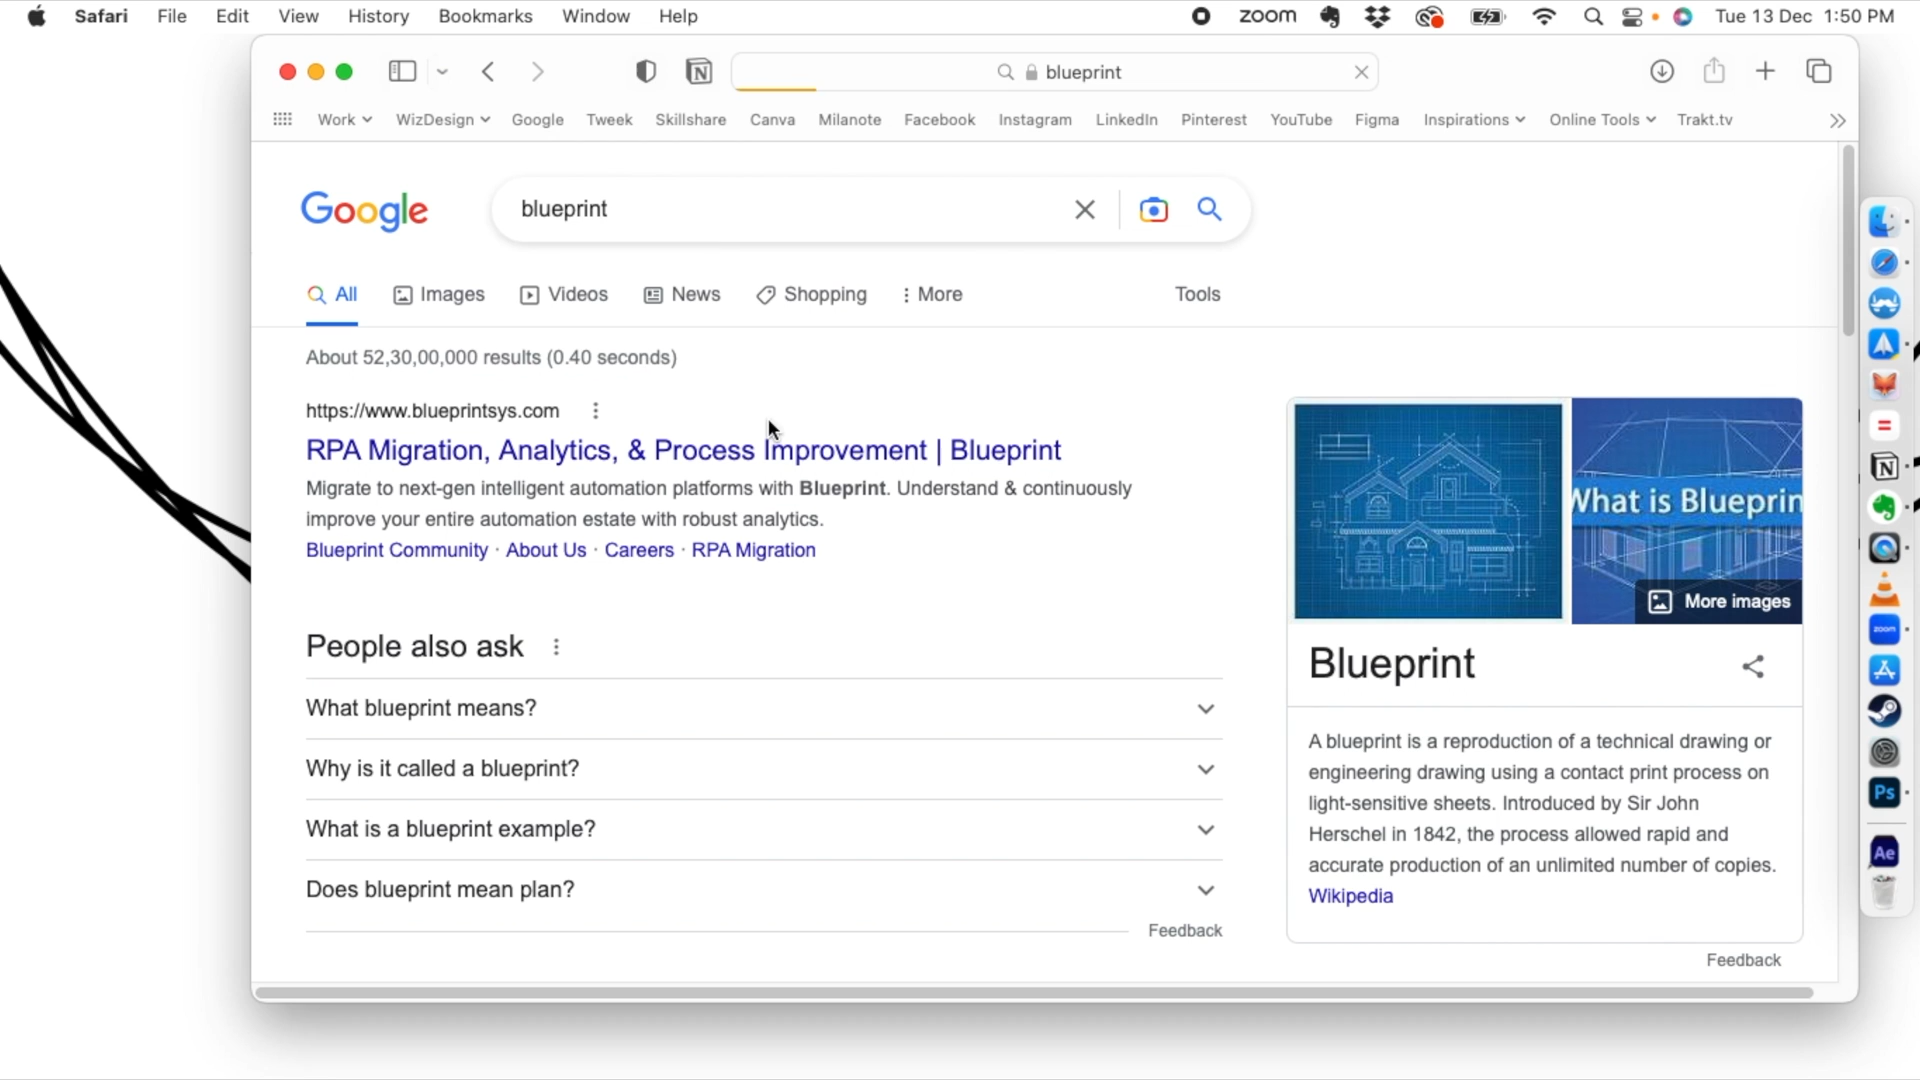 Safari File Edit View History Bookmarks Window Help zoom Tue 13 Dec 1:50 PM
blueprint
Work WizDesign Google Tweek Skillshare Canva Milanote Facebook Instagram LinkedIn Pinterest YouTube Figma Inspirations Online Tools Trakt.tv
Google blueprint
All Images Videos News Shopping More Tools
About 52,30,00,000 results (0.40 seconds)
https://www.blueprintsys.com
RPA Migration, Analytics, & Process Improvement | Blueprint
Migrate to next-gen intelligent automation platforms with Blueprint. Understand & continuously
improve your entire automation estate with robust analytics.
Blueprint Community · About Us · Careers · RPA Migration
People also ask
What blueprint means?
Why is it called a blueprint?
What is a blueprint example?
Does blueprint mean plan?
Feedback
What is Blueprin
More images
Blueprint
A blueprint is a reproduction of a technical drawing or
engineering drawing using a contact print process on
light-sensitive sheets. Introduced by Sir John
Herschel in 1842, the process allowed rapid and
accurate production of an unlimited number of copies.
Wikipedia
Feedback
zoom
Ps
Ae